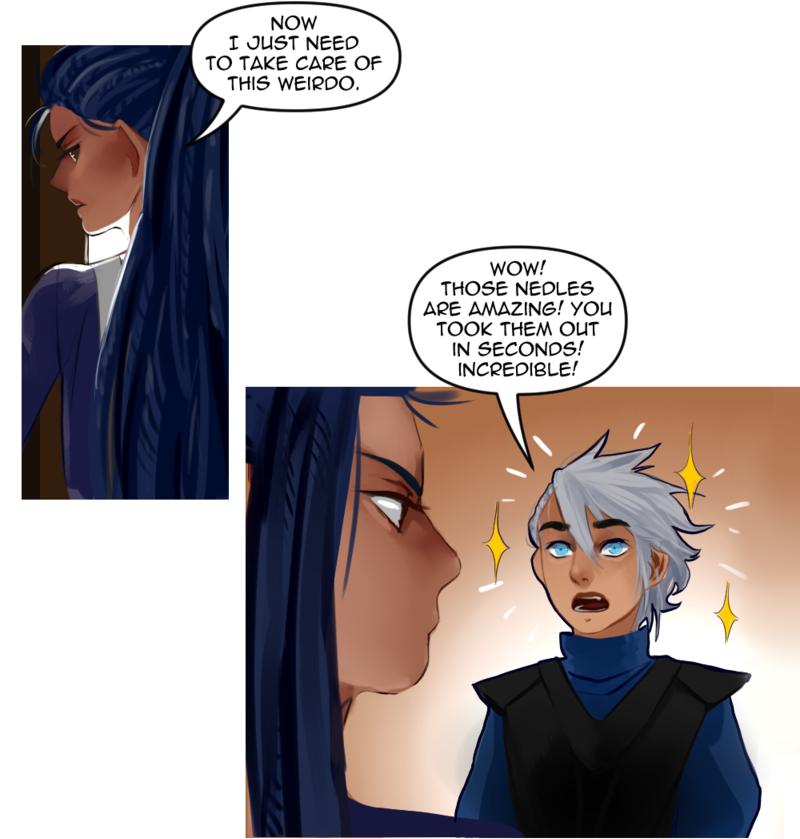 NOW
I JUST NEED
TO TAKE CARE OF
THIS WEIRDO.
WOW!
THOSE NEDLES
ARE AMAZING! YOU
TOOK THEM OUT
IN SECONDS!
INCREDIBLE!